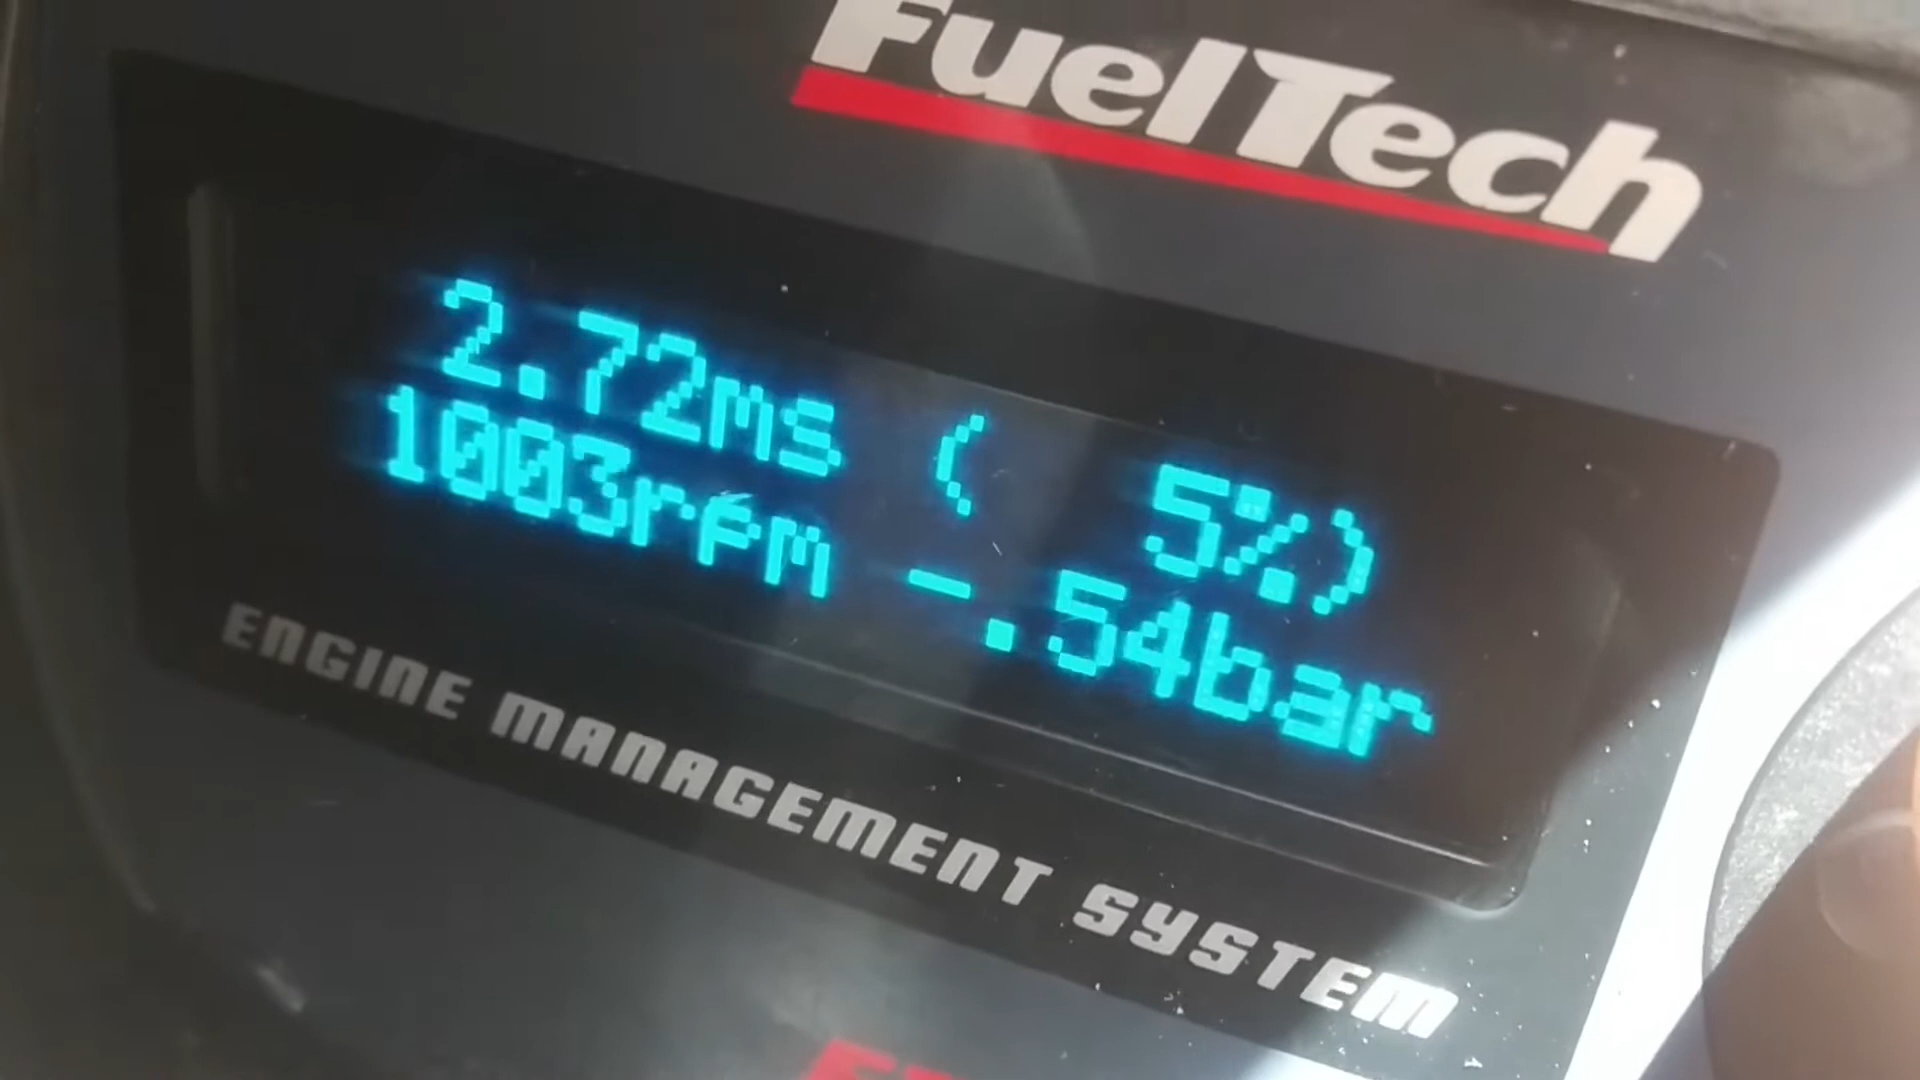 FuelTech
2.72ms ( 5%)
1003rpm -.54bar
ENGINE MANAGEMENT SYSTEM